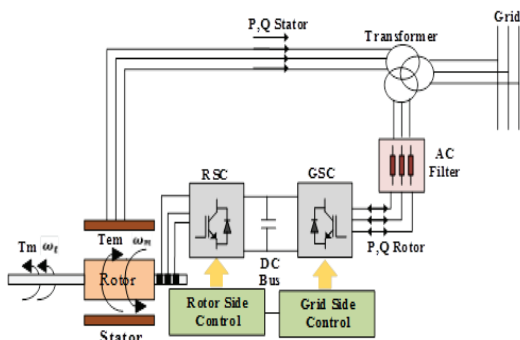 P,Q Stator
Transformer
Grid
AC
Filter
RSC
GSC
DC
Bus
P,Q Rotor
Tm ωt
Tem ωm
Rotor
Stator
Rotor Side
Control
Grid Side
Control